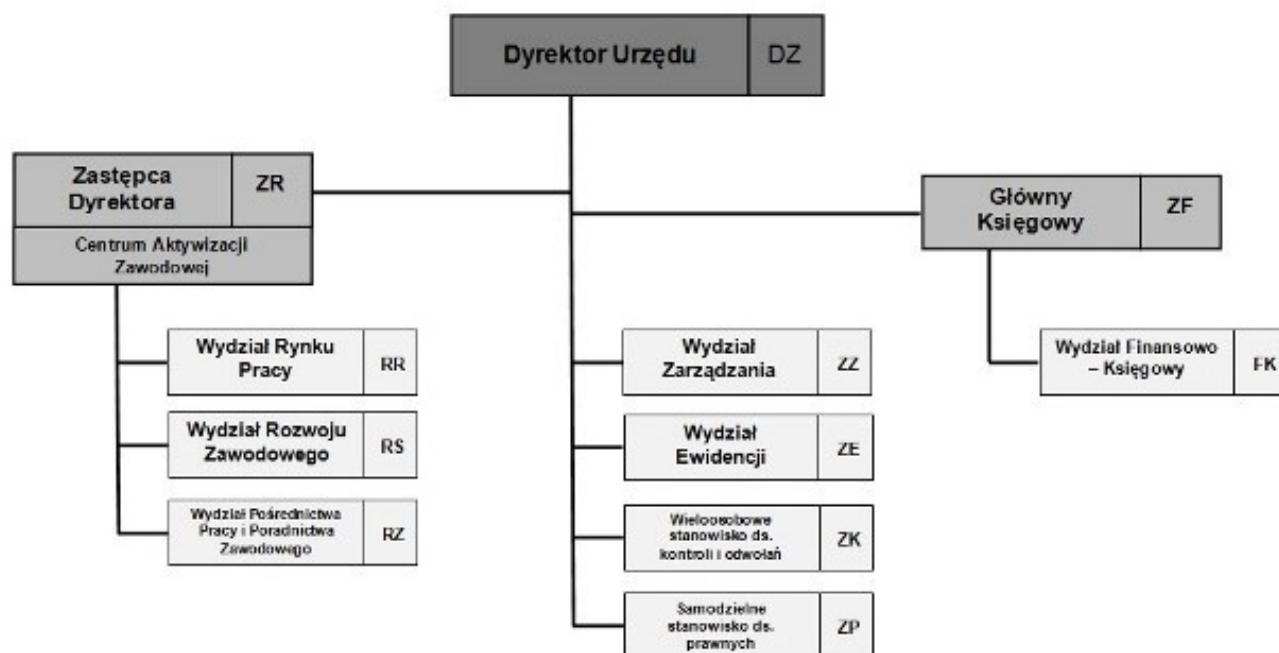 Dyrektor Urzędu
DZ
Zastępca
Dyrektora
ZR
Centrum Aktywizacji
Zawodowej
Główny
Księgowy
ZF
Wydział Rynku
Pracy
RR
Wydział Rozwoju
Zawodowego
RS
Wydział Pośrednictwa
Pracy i Poradnictwa
Zawodowego
RZ
Wydział
Zarządzania
ZZ
Wydział
Ewidencji
ZE
Wieloosobowe
stanowisko ds.
kontroli i odwołań
ZK
Samodzielne
stanowisko ds.
prawnych
ZP
Wydział Finansowo
– Księgowy
FK